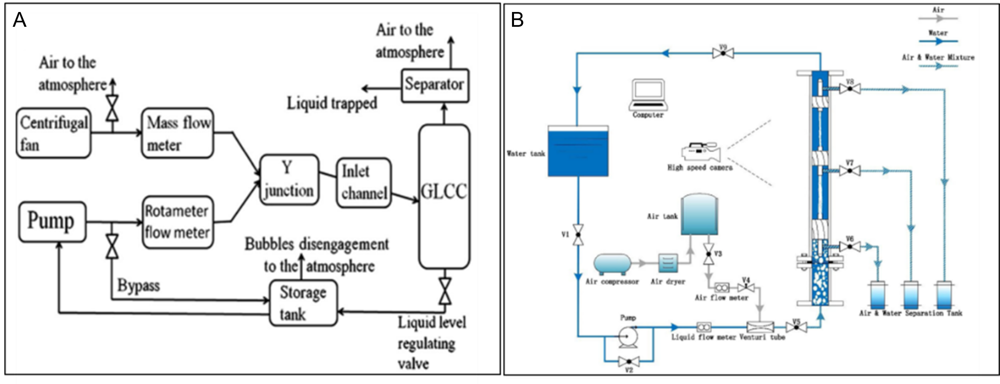 A
Air to the
atmosphere
Air to the
atmosphere
Separator
Liquid trapped
Centrifugal
fan
Mass flow
meter
Y
junction
Inlet
channel
GLCC
Pump
Rotameter
flow meter
Bubbles disengagement
to the atmosphere
Bypass
Storage
tank
Liquid level
regulating
valve
B
Air
Water
Air & Water Mixture
V9
V8
Computer
Water tank
High speed camera
V7
Air tank
V1
V3
V6
Air compressor
Air dryer
V4
Air flow meter
Air & Water Separation Tank
Pump
V5
Liquid flow meter
Venturi tube
V2